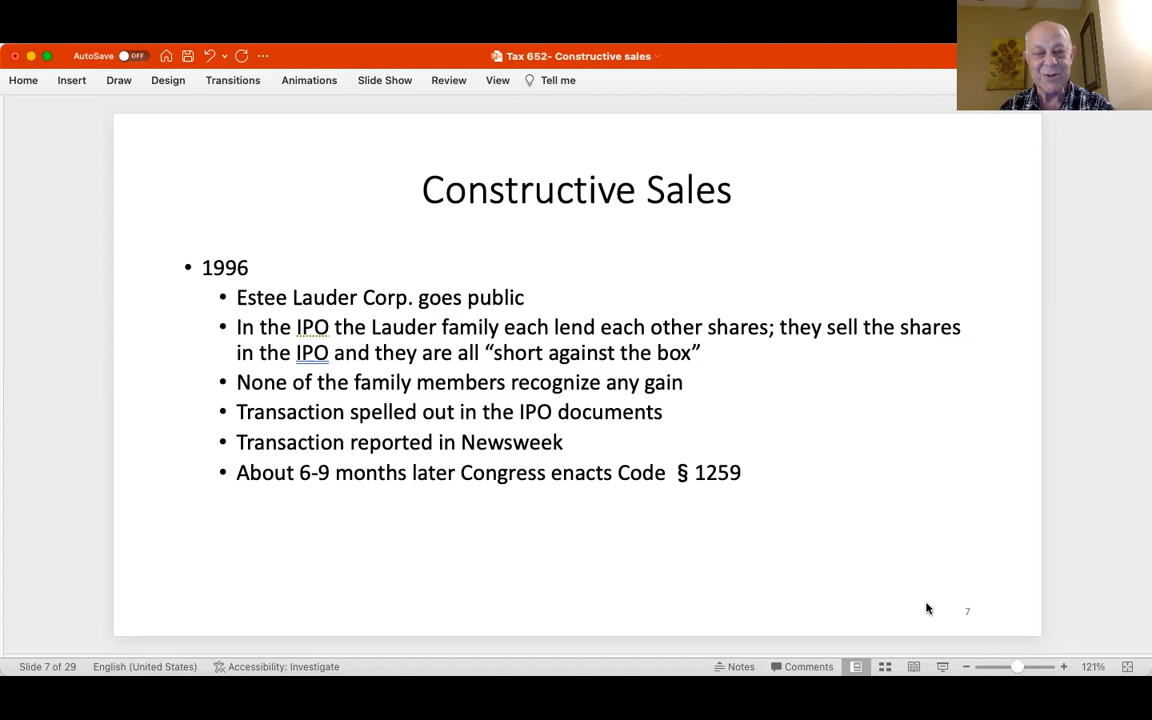 AutoSave OFF
Tax 652- Constructive sales
Home Insert Draw Design Transitions Animations Slide Show Review View Tell me
Constructive Sales
• 1996
• Estee Lauder Corp. goes public
• In the IPO the Lauder family each lend each other shares; they sell the shares
in the IPO and they are all “short against the box”
• None of the family members recognize any gain
• Transaction spelled out in the IPO documents
• Transaction reported in Newsweek
• About 6-9 months later Congress enacts Code § 1259
7
Slide 7 of 29 English (United States) Accessibility: Investigate Notes Comments 121%